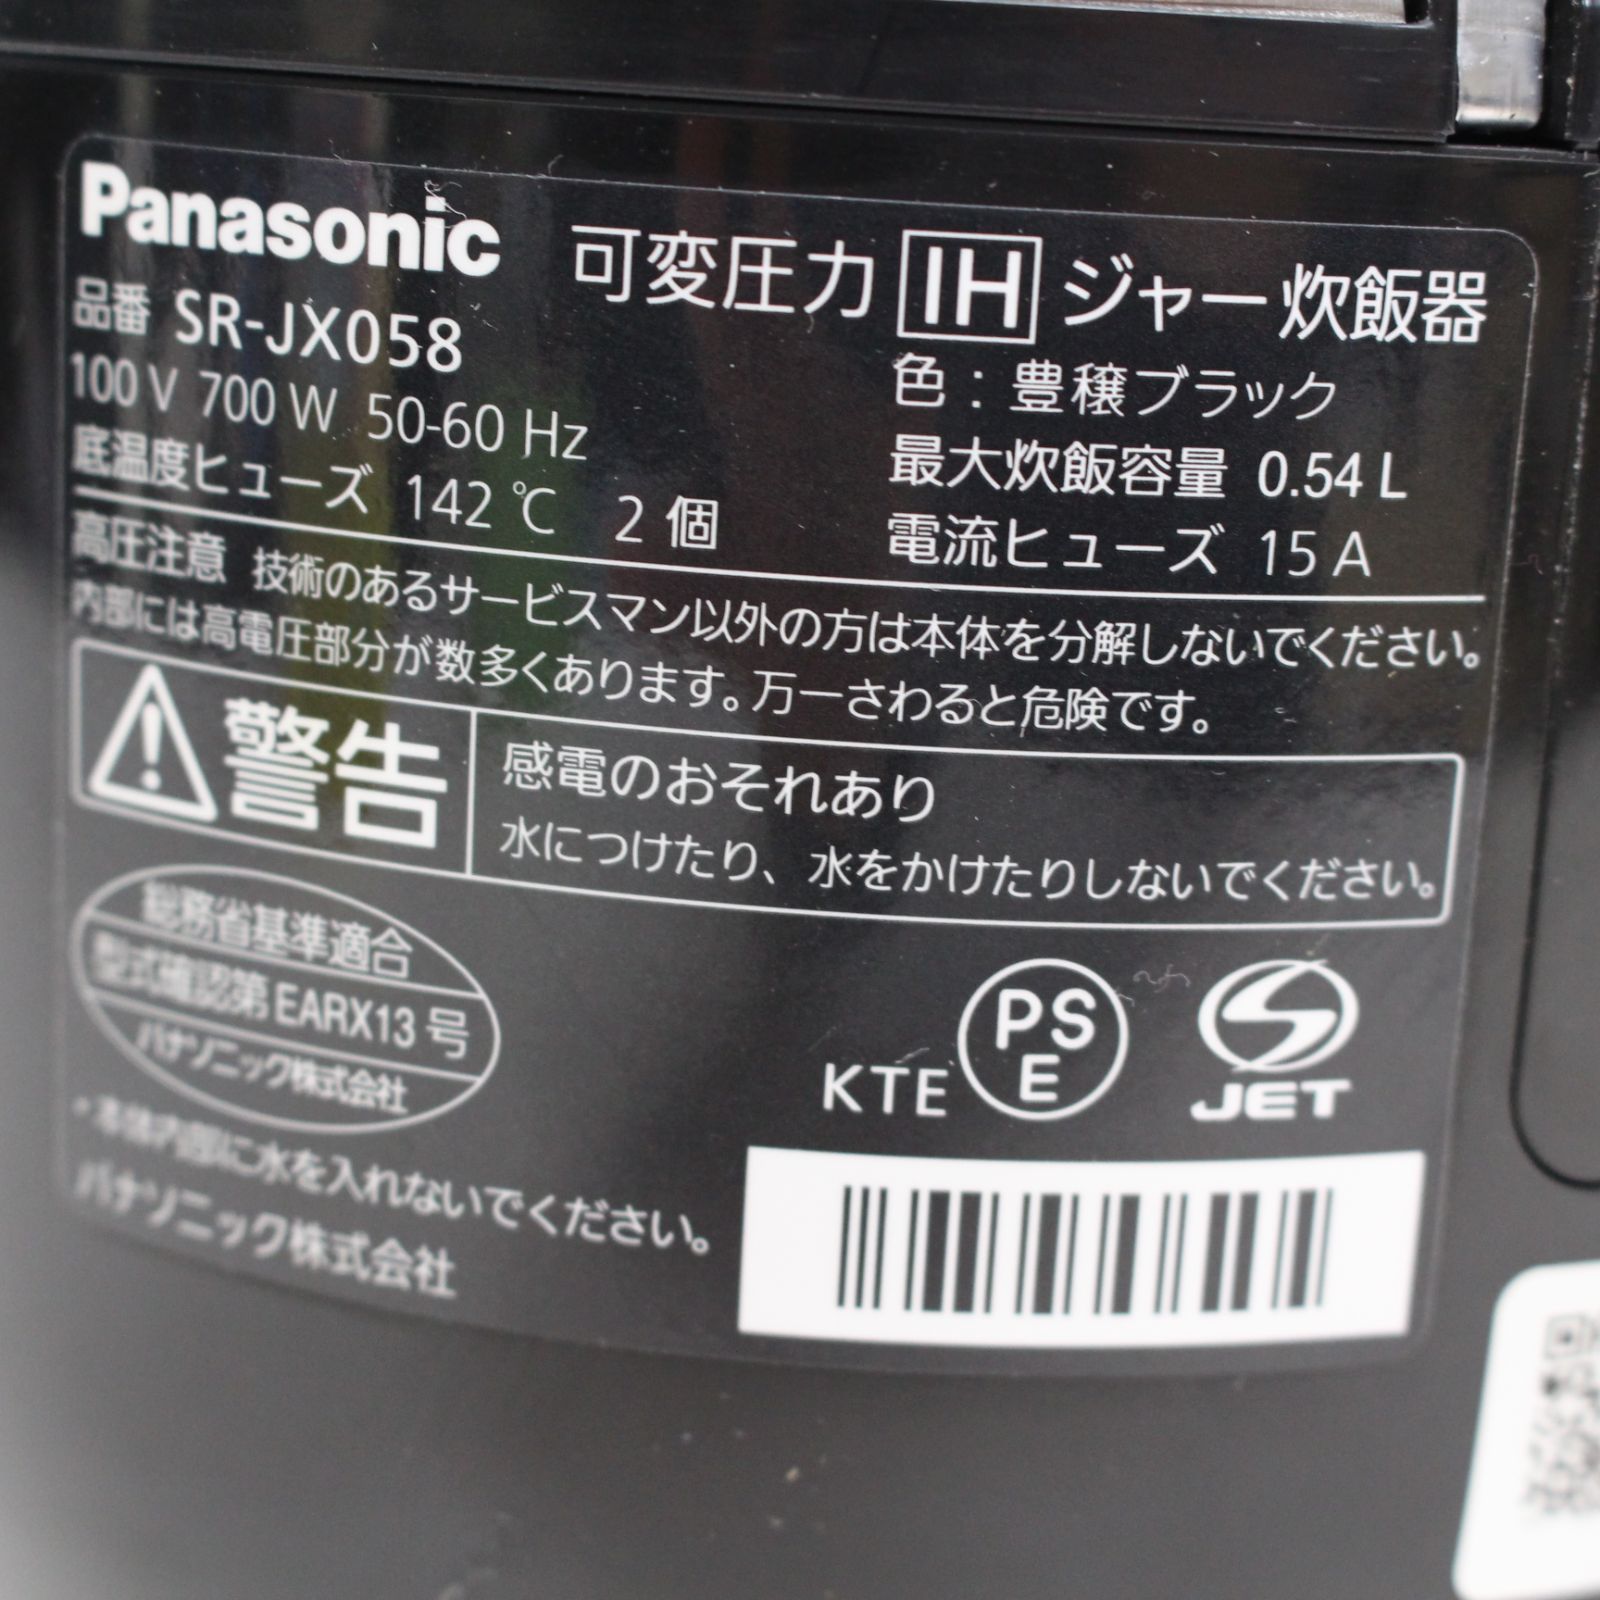 Panasonic 可変圧力 IH ジャー炊飯器
品番 SR-JX058
色:豊穣ブラック
100 V 700 W 50-60 Hz
最大炊飯容量 0.54 L
底温度ヒューズ 142 ℃ 2 個
電流ヒューズ 15 A
高圧注意 技術のあるサービスマン以外の方は本体を分解しないでください。
内部には高電圧部分が数多くあります。万一さわると危険です。
警告
感電のおそれあり
水につけたり、水をかけたりしないでください。
総務省基準適合
型式確認第 EARX13 号
パナソニック株式会社
KTE
PS
E
JET
・本体内部に水を入れないでください。
パナソニック株式会社